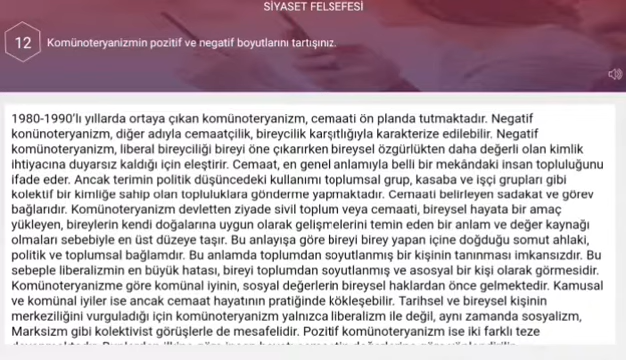 SİYASET FELSEFESİ
12
Komünoteryanizmin pozitif ve negatif boyutlarını tartışınız.
1980-1990'lı yıllarda ortaya çıkan komünoteryanizm, cemaati ön planda tutmaktadır. Negatif
konünoteryanizm, diğer adıyla cemaatçilik, bireycilik karşıtlığıyla karakterize edilebilir. Negatif
komünoteryanizm, liberal bireyciliği bireyi öne çıkarırken bireysel özgürlükten daha değerli olan kimlik
ihtiyacına duyarsız kaldığı için eleştirir. Cemaat, en genel anlamıyla belli bir mekândaki insan topluluğunu
ifade eder. Ancak terimin politik düşüncedeki kullanımı toplumsal grup, kasaba ve işçi grupları gibi
kolektif bir kimliğe sahip olan topluluklara gönderme yapmaktadır. Cemaati belirleyen sadakat ve görev
bağlarıdır. Komünoteryanizm devletten ziyade sivil toplum veya cemaati, bireysel hayata bir amaç
yükleyen, bireylerin kendi doğalarına uygun olarak gelişmelerini temin eden bir anlam ve değer kaynağı
olmaları sebebiyle en üst düzeye taşır. Bu anlayışa göre bireyi birey yapan içine doğduğu somut ahlaki,
politik ve toplumsal bağlamdır. Bu anlamda toplumdan soyutlanmış bir kişinin tanınması imkansızdır. Bu
sebeple liberalizmin en büyük hatası, bireyi toplumdan soyutlanmış ve asosyal bir kişi olarak görmesidir.
Komünoteryanizme göre komünal iyinin, sosyal değerlerin bireysel haklardan önce gelmektedir. Kamusal
ve komünal iyiler ise ancak cemaat hayatının pratiğinde kökleşebilir. Tarihsel ve bireysel kişinin
merkeziliğini vurguladığı için komünoteryanizm yalnızca liberalizm ile değil, aynı zamanda sosyalizm,
Marksizm gibi kolektivist görüşlerle de mesafelidir. Pozitif komünoteryanizm ise iki farklı teze